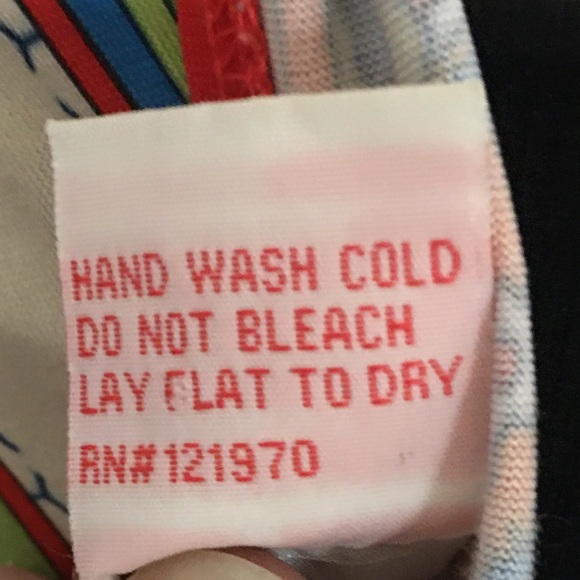 HAND WASH COLD
DO NOT BLEACH
LAY FLAT TO DRY
RN#121970